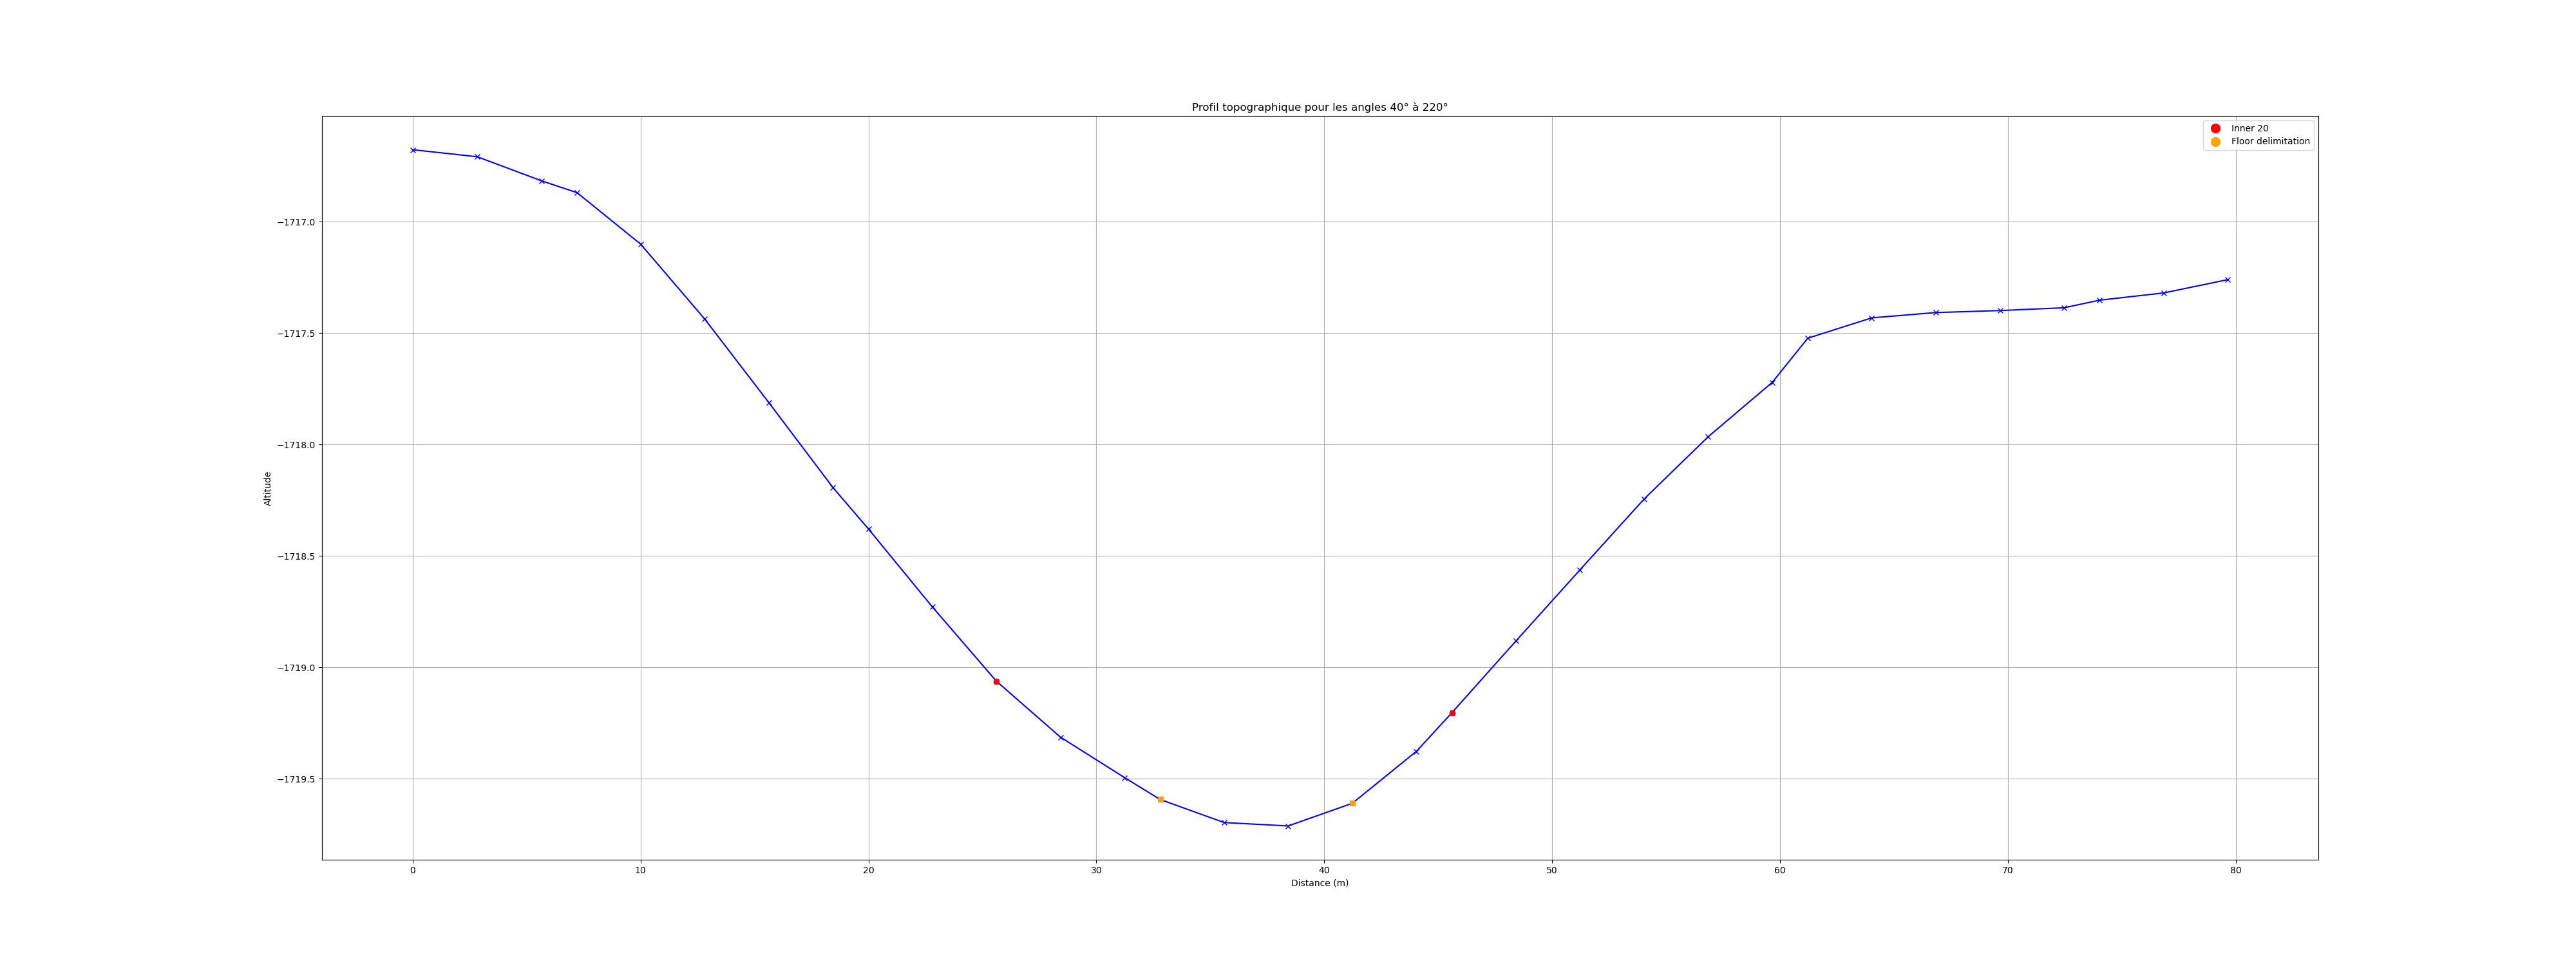 Profil topographique pour les angles 40° à 220°
Inner 20
Floor delimitation
−1717.0
−1717.5
−1718.0
−1718.5
−1719.0
−1719.5
Altitude
0 10 20 30 40 50 60 70 80
Distance (m)